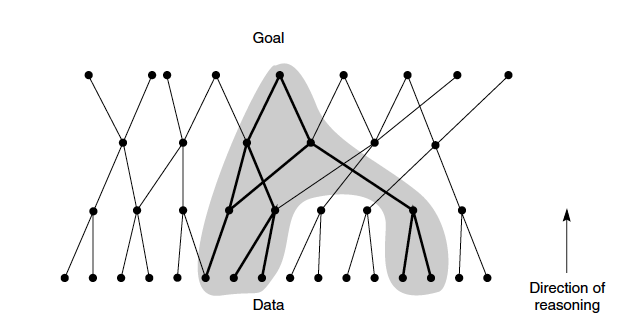 Goal
Data
Direction of
reasoning